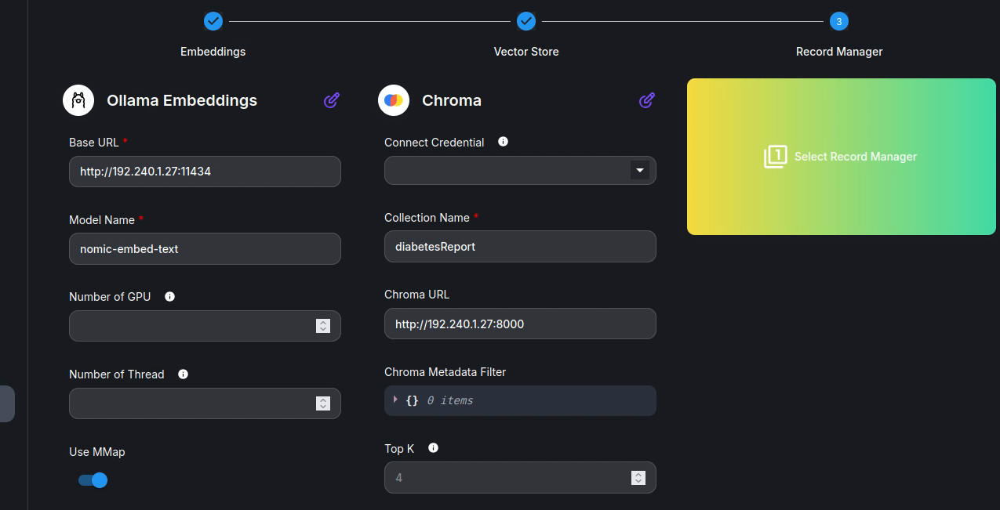 3
Embeddings
Vector Store
Record Manager
Ollama Embeddings
Base URL *
http://192.240.1.27:11434
Model Name *
nomic-embed-text
Number of GPU
Number of Thread
Use MMap
Chroma
Connect Credential
Collection Name *
diabetesReport
Chroma URL
http://192.240.1.27:8000
Chroma Metadata Filter
{} 0 items
Top K
4
1 Select Record Manager